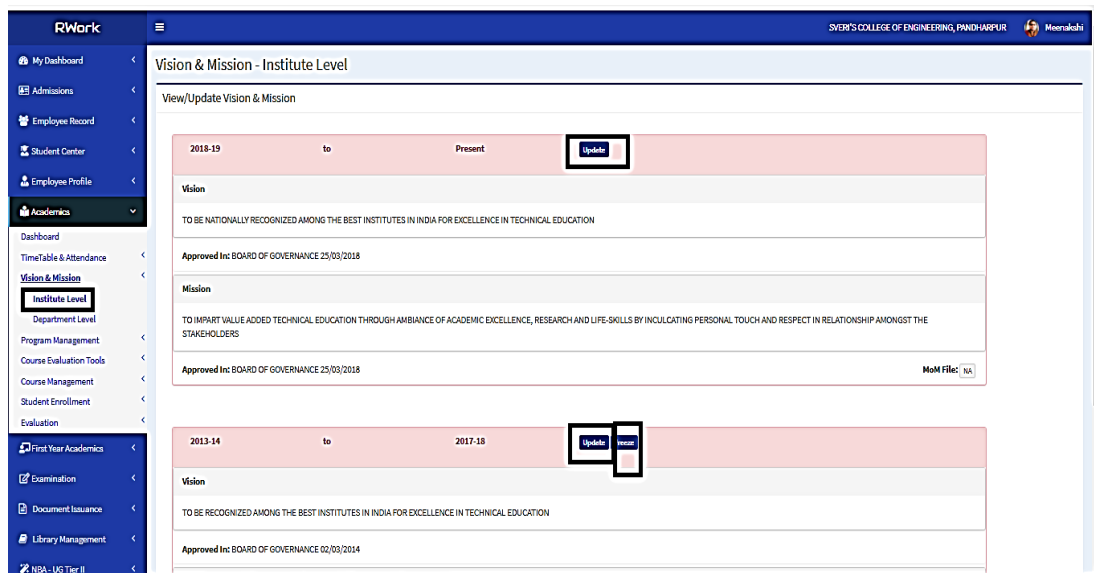 RWork
SVERI'S COLLEGE OF ENGINEERING, PANDHARPUR
Meenakshi
My Dashboard
Admissions
Employee Record
Student Center
Employee Profile
Academics
Dashboard
TimeTable & Attendance
Vision & Mission
Institute Level
Department Level
Program Management
Course Evaluation Tools
Course Management
Student Enrollment
Evaluation
First Year Academics
Examination
Document Issuance
Library Management
NBA - UG Tier II
Vision & Mission - Institute Level
View/Update Vision & Mission
2018-19 to Present Update
Vision
TO BE NATIONALLY RECOGNIZED AMONG THE BEST INSTITUTES IN INDIA FOR EXCELLENCE IN TECHNICAL EDUCATION
Approved In: BOARD OF GOVERNANCE 25/03/2018
Mission
TO IMPART VALUE ADDED TECHNICAL EDUCATION THROUGH AMBIANCE OF ACADEMIC EXCELLENCE, RESEARCH AND LIFE-SKILLS BY INCULCATING PERSONAL TOUCH AND RESPECT IN RELATIONSHIP AMONGST THE
STAKEHOLDERS
Approved In: BOARD OF GOVERNANCE 25/03/2018 MoM File: NA
2013-14 to 2017-18 Update reeze
Vision
TO BE RECOGNIZED AMONG THE BEST INSTITUTES IN INDIA FOR EXCELLENCE IN TECHNICAL EDUCATION
Approved In: BOARD OF GOVERNANCE 02/03/2014